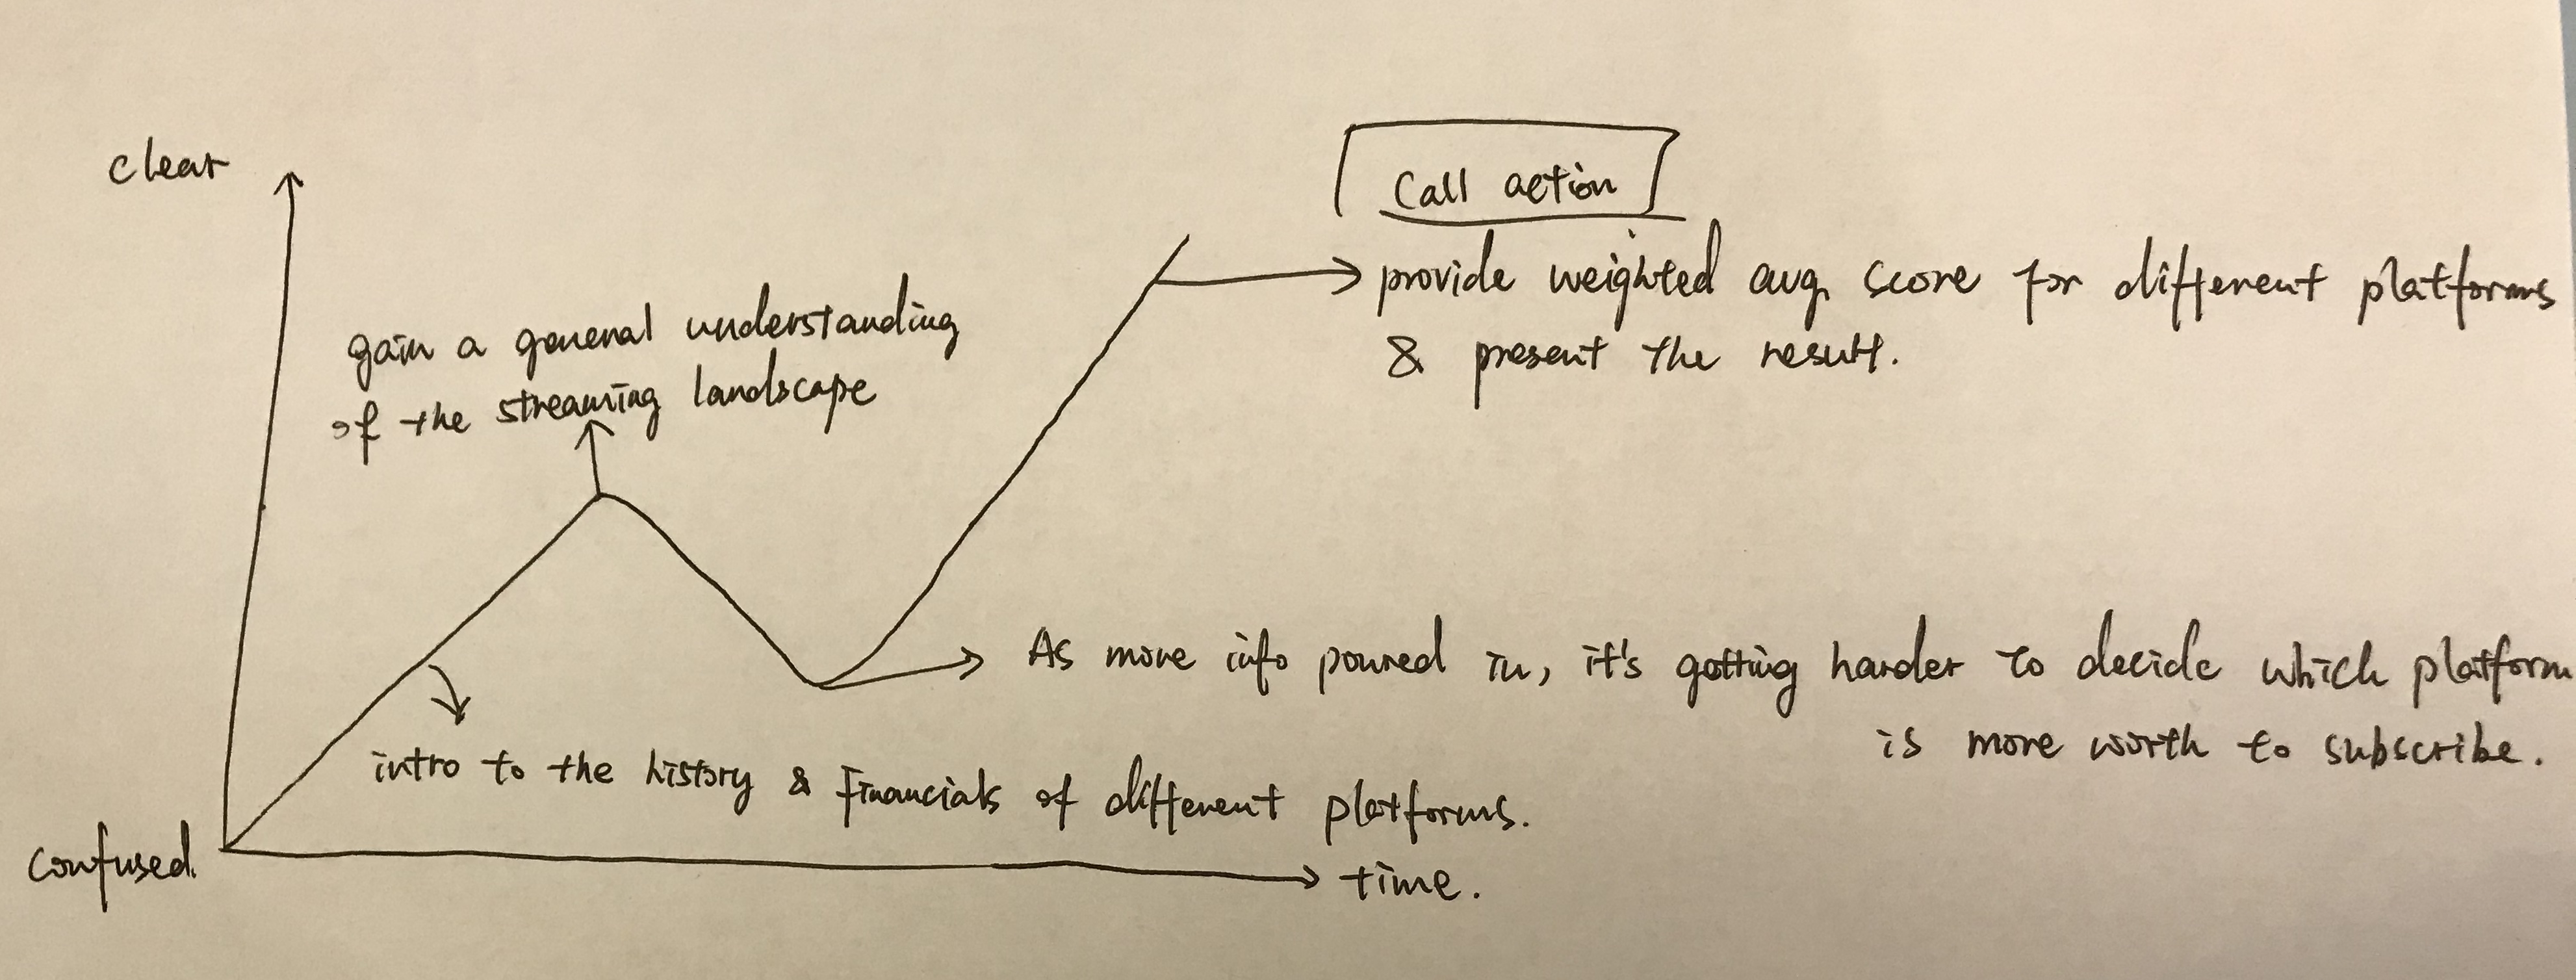 clear
Call action
provide weighted avg. score for different platforms
& present the result.
gain a general understanding
of the streaming landscape
As more info poured in, it's getting harder to decide which platform
is more worth to subscribe.
intro to the history & Financials of different platforms.
Confused.
time.